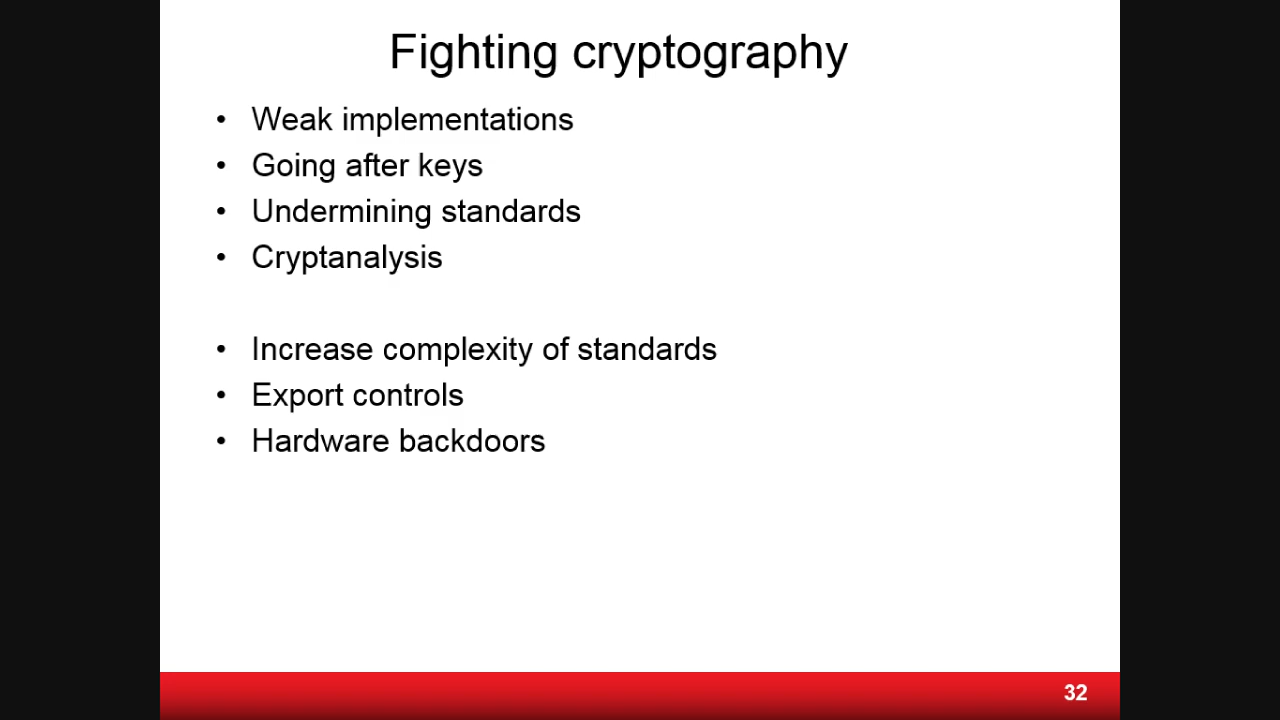 Fighting cryptography
• Weak implementations
• Going after keys
• Undermining standards
• Cryptanalysis
• Increase complexity of standards
• Export controls
• Hardware backdoors
32